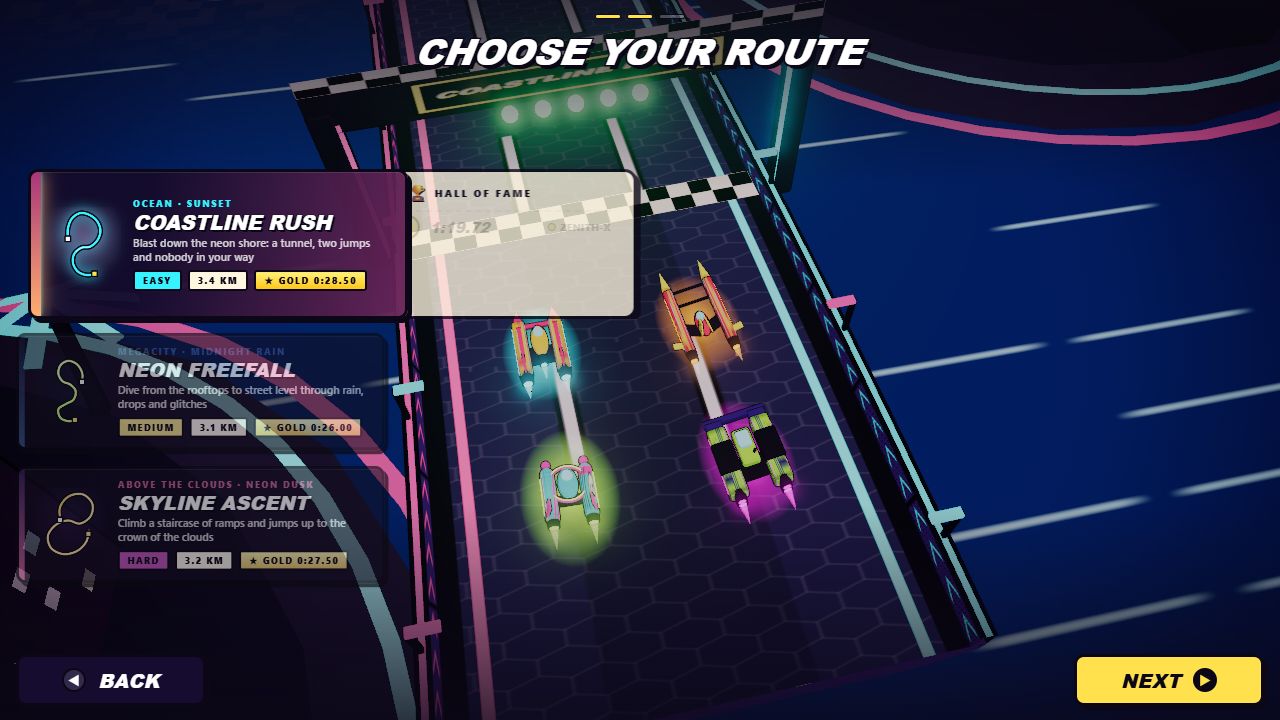 CHOOSE YOUR ROUTE
COASTLINE
OCEAN · SUNSET
COASTLINE RUSH
Blast down the neon shore: a tunnel, two jumps
and nobody in your way
EASY
3.4 KM
★ GOLD 0:28.50
HALL OF FAME
1:19.72
ZENITH-X
MEGACITY · MIDNIGHT RAIN
NEON FREEFALL
Dive from the rooftops to street level through rain,
drops and glitches
MEDIUM
3.1 KM
★ GOLD 0:26.00
ABOVE THE CLOUDS · NEON DUSK
SKYLINE ASCENT
Climb a staircase of ramps and jumps up to the
crown of the clouds
HARD
3.2 KM
★ GOLD 0:27.50
BACK
NEXT